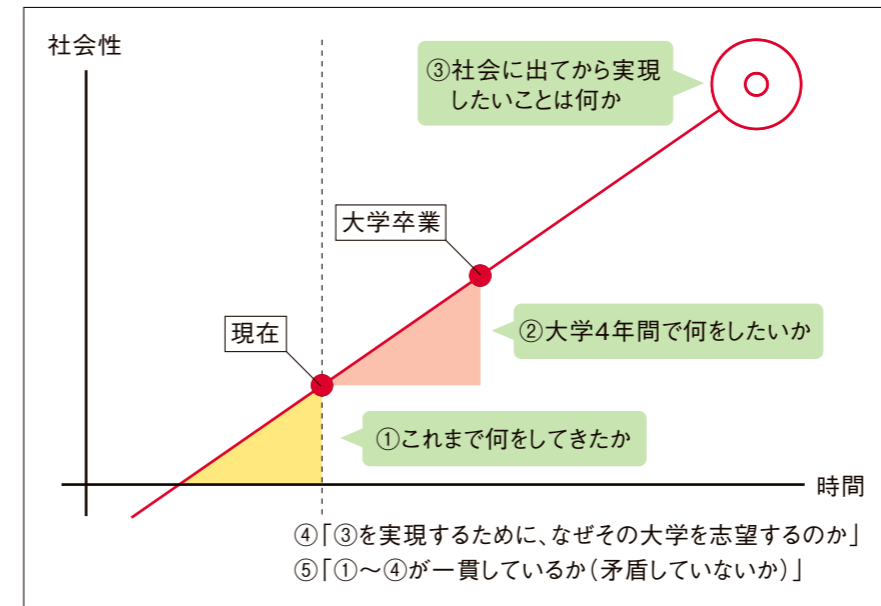 社会性
③社会に出てから実現
したいことは何か
大学卒業
現在
②大学4年間で何をしたいか
①これまで何をしてきたか
時間
④「③を実現するために、なぜその大学を志望するのか」
⑤「①〜④が一貫しているか(矛盾していないか)」